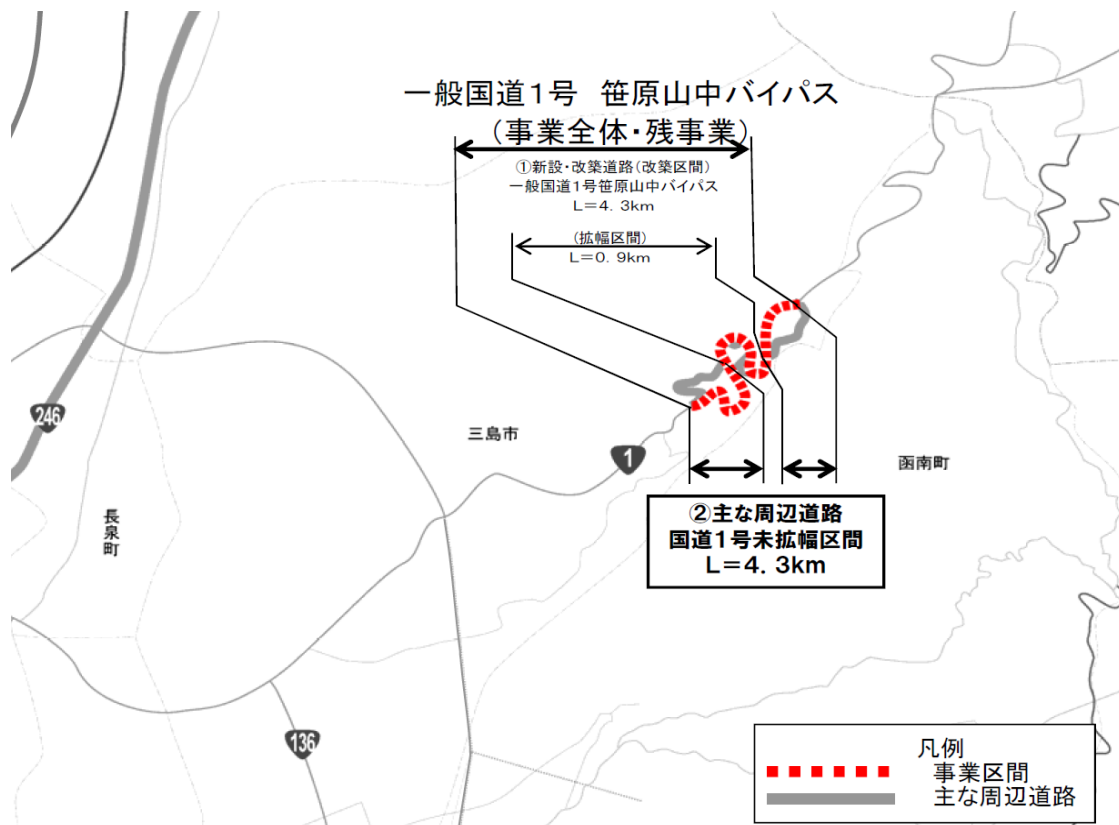 一般国道1号 笹原山中バイパス
(事業全体・残事業)
①新設・改築道路(改築区間)
一般国道1号笹原山中バイパス
L=4.3km
(拡幅区間)
L=0.9km
246
三島市
1
函南町
長泉町
②主な周辺道路
国道1号未拡幅区間
L=4.3km
136
凡例
事業区間
主な周辺道路